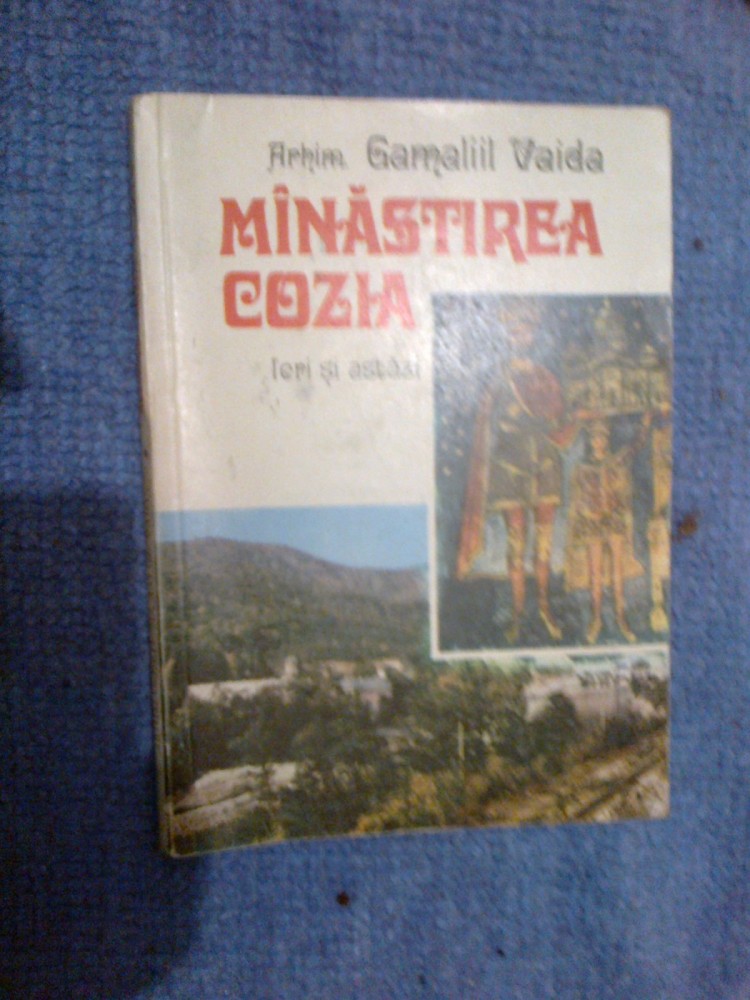 Arhim. Gamaliil Vaida
MÎNĂSTIREA
COZIA
Ieri și astăzi